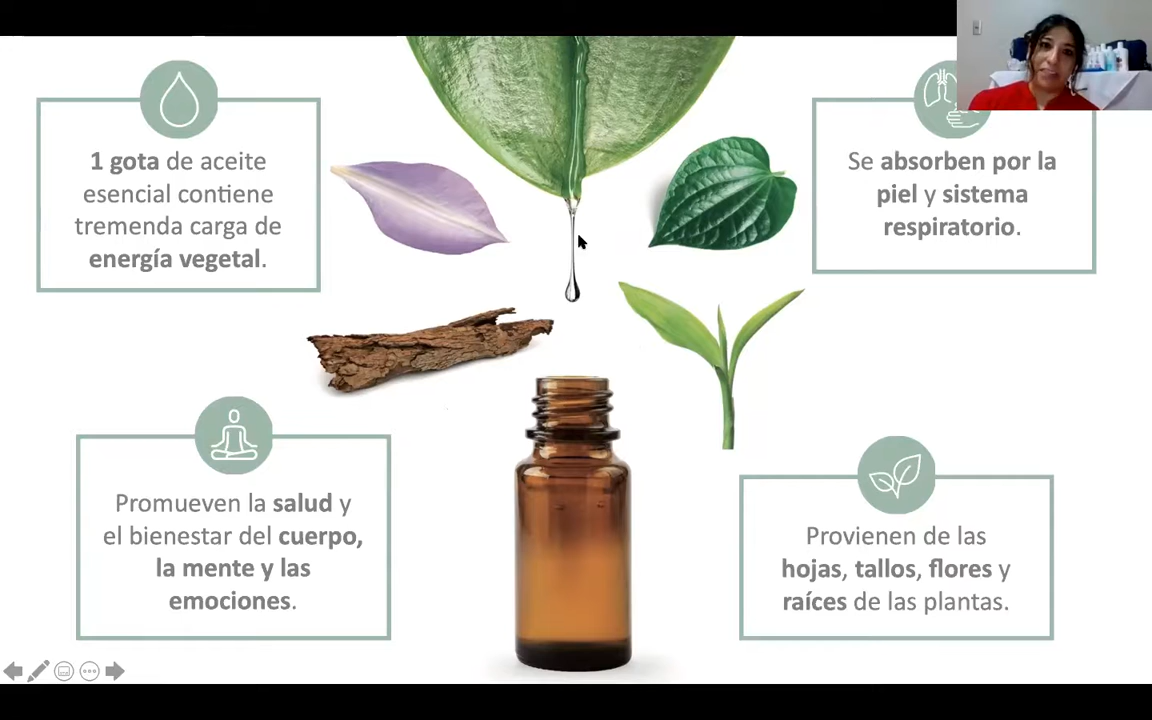 1 gota de aceite
esencial contiene
tremenda carga de
energía vegetal.
Se absorben por la
piel y sistema
respiratorio.
Promueven la salud y
el bienestar del cuerpo,
la mente y las
emociones.
Provienen de las
hojas, tallos, flores y
raíces de las plantas.